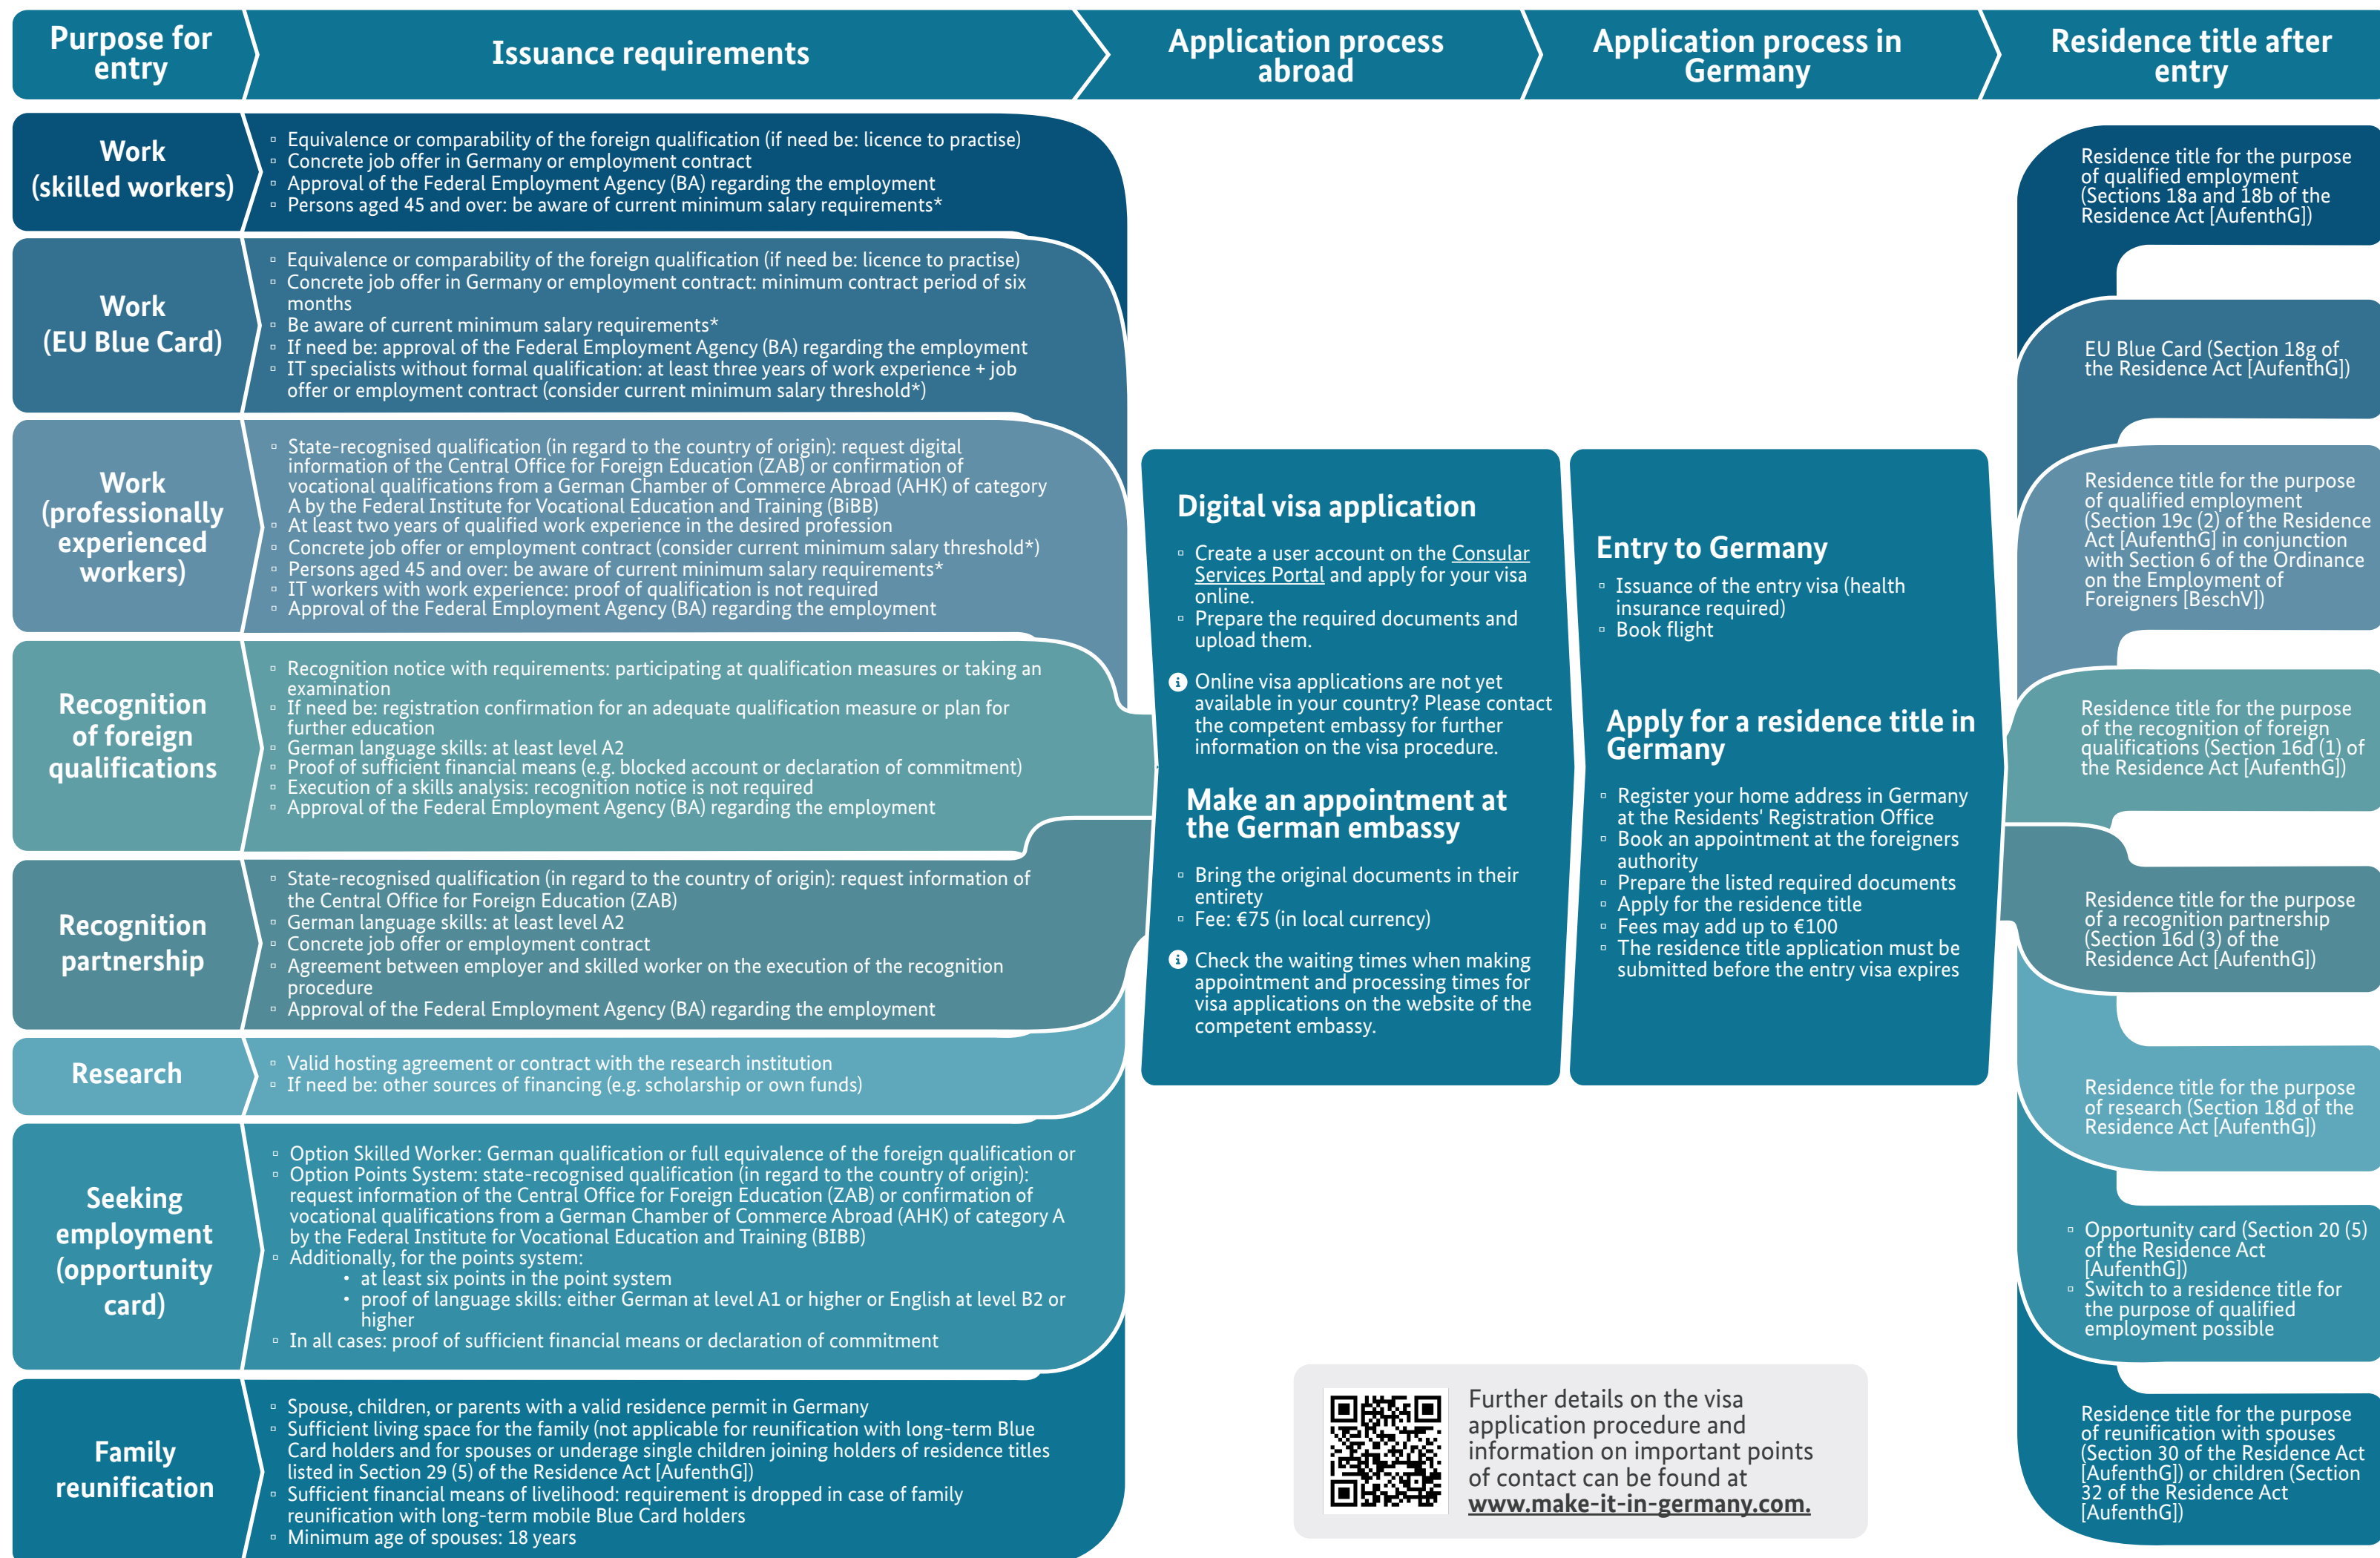 Purpose for
entry
Issuance requirements
Application process
abroad
Application process in
Germany
Residence title after
entry
Work
(skilled workers)
▫ Equivalence or comparability of the foreign qualification (if need be: licence to practise)
▫ Concrete job offer in Germany or employment contract
▫ Approval of the Federal Employment Agency (BA) regarding the employment
▫ Persons aged 45 and over: be aware of current minimum salary requirements*
Work
(EU Blue Card)
▫ Equivalence or comparability of the foreign qualification (if need be: licence to practise)
▫ Concrete job offer in Germany or employment contract: minimum contract period of six
months
▫ Be aware of current minimum salary requirements*
▫ If need be: approval of the Federal Employment Agency (BA) regarding the employment
▫ IT specialists without formal qualification: at least three years of work experience + job
offer or employment contract (consider current minimum salary threshold*)
Work
(professionally
experienced
workers)
▫ State-recognised qualification (in regard to the country of origin): request digital
information of the Central Office for Foreign Education (ZAB) or confirmation of
vocational qualifications from a German Chamber of Commerce Abroad (AHK) of category
A by the Federal Institute for Vocational Education and Training (BiBB)
▫ At least two years of qualified work experience in the desired profession
▫ Concrete job offer or employment contract (consider current minimum salary threshold*)
▫ Persons aged 45 and over: be aware of current minimum salary requirements*
▫ IT workers with work experience: proof of qualification is not required
▫ Approval of the Federal Employment Agency (BA) regarding the employment
Recognition
of foreign
qualifications
▫ Recognition notice with requirements: participating at qualification measures or taking an
examination
▫ If need be: registration confirmation for an adequate qualification measure or plan for
further education
▫ German language skills: at least level A2
▫ Proof of sufficient financial means (e.g. blocked account or declaration of commitment)
▫ Execution of a skills analysis: recognition notice is not required
▫ Approval of the Federal Employment Agency (BA) regarding the employment
Recognition
partnership
▫ State-recognised qualification (in regard to the country of origin): request information of
the Central Office for Foreign Education (ZAB)
▫ German language skills: at least level A2
▫ Concrete job offer or employment contract
▫ Agreement between employer and skilled worker on the execution of the recognition
procedure
▫ Approval of the Federal Employment Agency (BA) regarding the employment
Research
▫ Valid hosting agreement or contract with the research institution
▫ If need be: other sources of financing (e.g. scholarship or own funds)
Seeking
employment
(opportunity
card)
▫ Option Skilled Worker: German qualification or full equivalence of the foreign qualification or
▫ Option Points System: state-recognised qualification (in regard to the country of origin):
request information of the Central Office for Foreign Education (ZAB) or confirmation of
vocational qualifications from a German Chamber of Commerce Abroad (AHK) of category A
by the Federal Institute for Vocational Education and Training (BIBB)
▫ Additionally, for the points system:
• at least six points in the point system
• proof of language skills: either German at level A1 or higher or English at level B2 or
higher
▫ In all cases: proof of sufficient financial means or declaration of commitment
Family
reunification
▫ Spouse, children, or parents with a valid residence permit in Germany
▫ Sufficient living space for the family (not applicable for reunification with long-term Blue
Card holders and for spouses or underage single children joining holders of residence titles
listed in Section 29 (5) of the Residence Act [AufenthG])
▫ Sufficient financial means of livelihood: requirement is dropped in case of family
reunification with long-term mobile Blue Card holders
▫ Minimum age of spouses: 18 years
Digital visa application
▫ Create a user account on the Consular
Services Portal and apply for your visa
online.
▫ Prepare the required documents and
upload them.
i Online visa applications are not yet
available in your country? Please contact
the competent embassy for further
information on the visa procedure.
Make an appointment at
the German embassy
▫ Bring the original documents in their
entirety
▫ Fee: €75 (in local currency)
i Check the waiting times when making
appointment and processing times for
visa applications on the website of the
competent embassy.
Entry to Germany
▫ Issuance of the entry visa (health
insurance required)
▫ Book flight
Apply for a residence title in
Germany
▫ Register your home address in Germany
at the Residents' Registration Office
▫ Book an appointment at the foreigners
authority
▫ Prepare the listed required documents
▫ Apply for the residence title
▫ Fees may add up to €100
▫ The residence title application must be
submitted before the entry visa expires
Residence title for the purpose
of qualified employment
(Sections 18a and 18b of the
Residence Act [AufenthG])
EU Blue Card (Section 18g of
the Residence Act [AufenthG])
Residence title for the purpose
of qualified employment
(Section 19c (2) of the Residence
Act [AufenthG] in conjunction
with Section 6 of the Ordinance
on the Employment of
Foreigners [BeschV])
Residence title for the purpose
of the recognition of foreign
qualifications (Section 16d (1) of
the Residence Act [AufenthG])
Residence title for the purpose
of a recognition partnership
(Section 16d (3) of the
Residence Act [AufenthG])
Residence title for the purpose
of research (Section 18d of the
Residence Act [AufenthG])
▫ Opportunity card (Section 20 (5)
of the Residence Act
[AufenthG])
▫ Switch to a residence title for
the purpose of qualified
employment possible
Residence title for the purpose
of reunification with spouses
(Section 30 of the Residence Act
[AufenthG]) or children (Section
32 of the Residence Act
[AufenthG])
Further details on the visa
application procedure and
information on important points
of contact can be found at
www.make-it-in-germany.com.